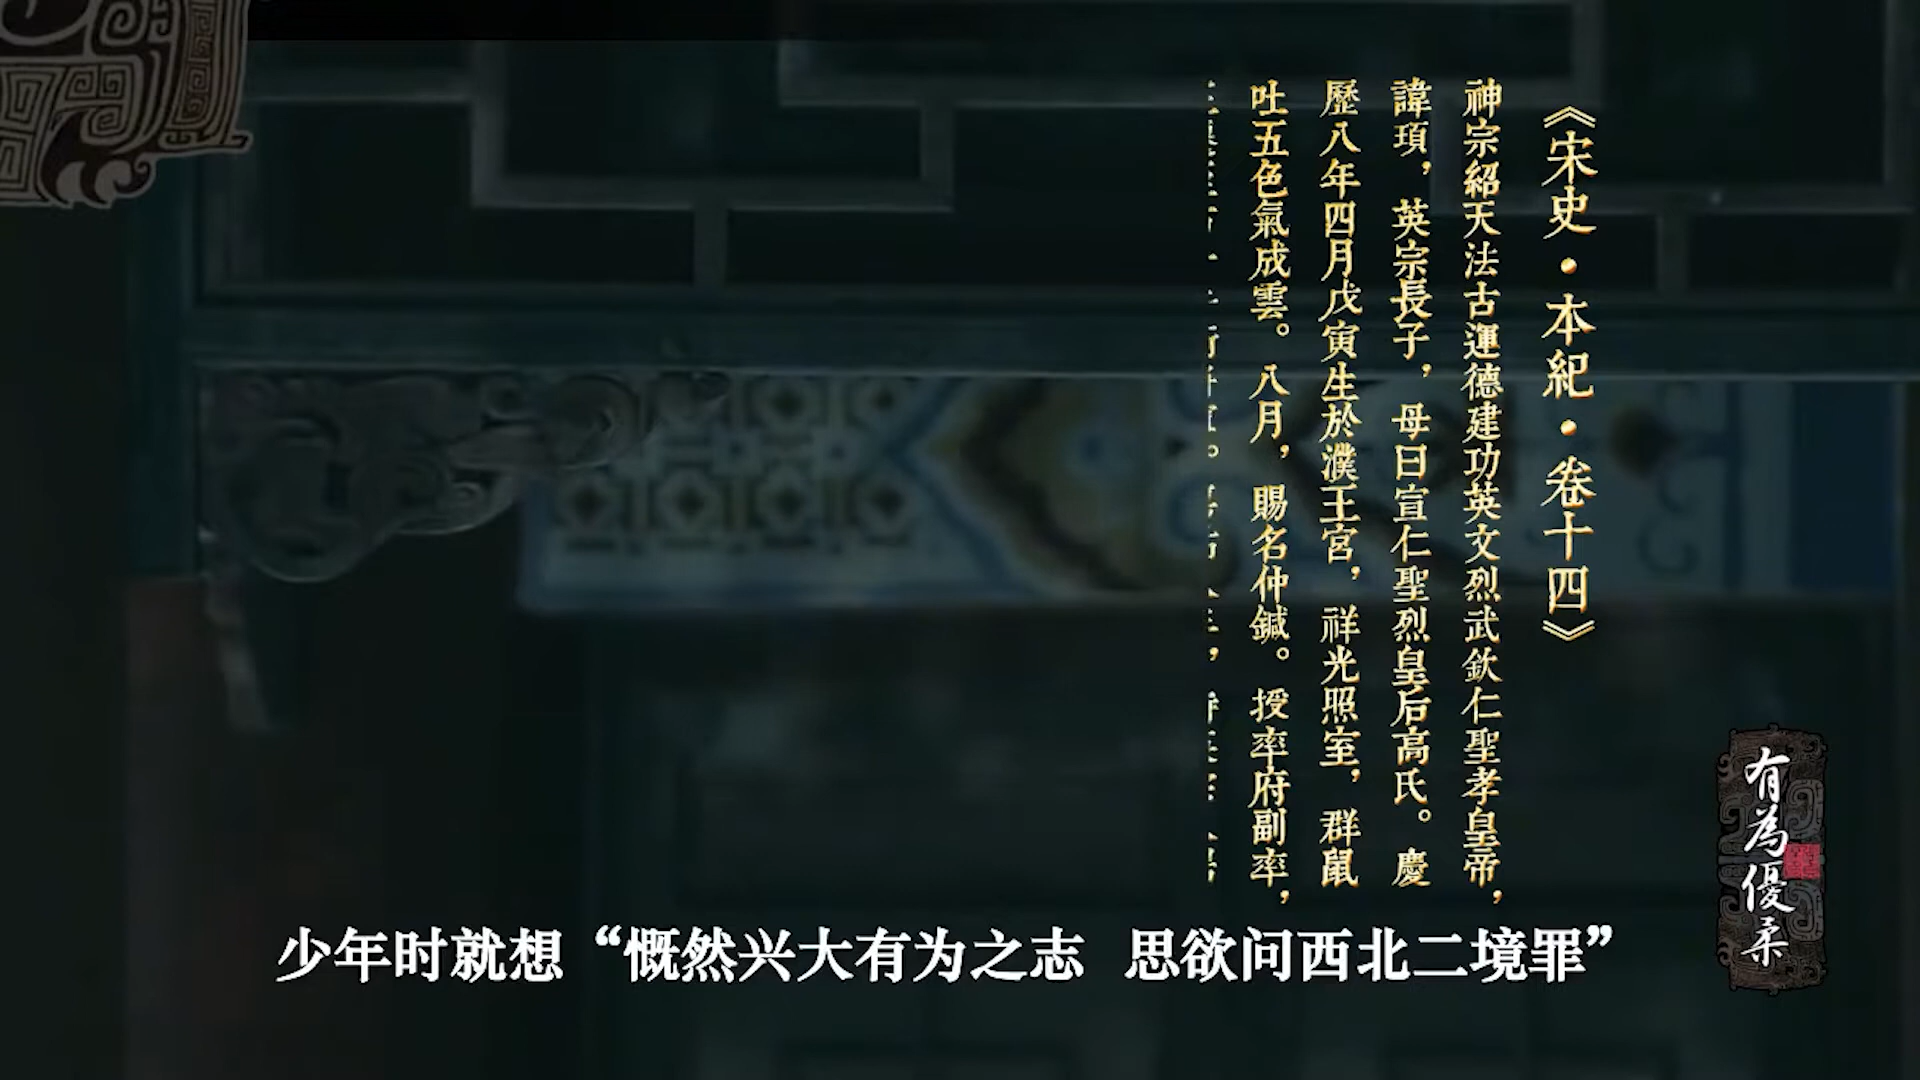 《宋史·本紀·卷十四》
神宗紹天法古運德建功英文烈武欽仁聖孝皇帝，
諱頊，英宗長子，母曰宣仁聖烈皇后高氏。慶
歷八年四月戊寅生於濮王宮，祥光照室，群鼠
吐五色氣成雲。八月，賜名仲鍼。授率府副率，
少年时就想“慨然兴大有为之志 思欲问西北二境罪”
有為優柔